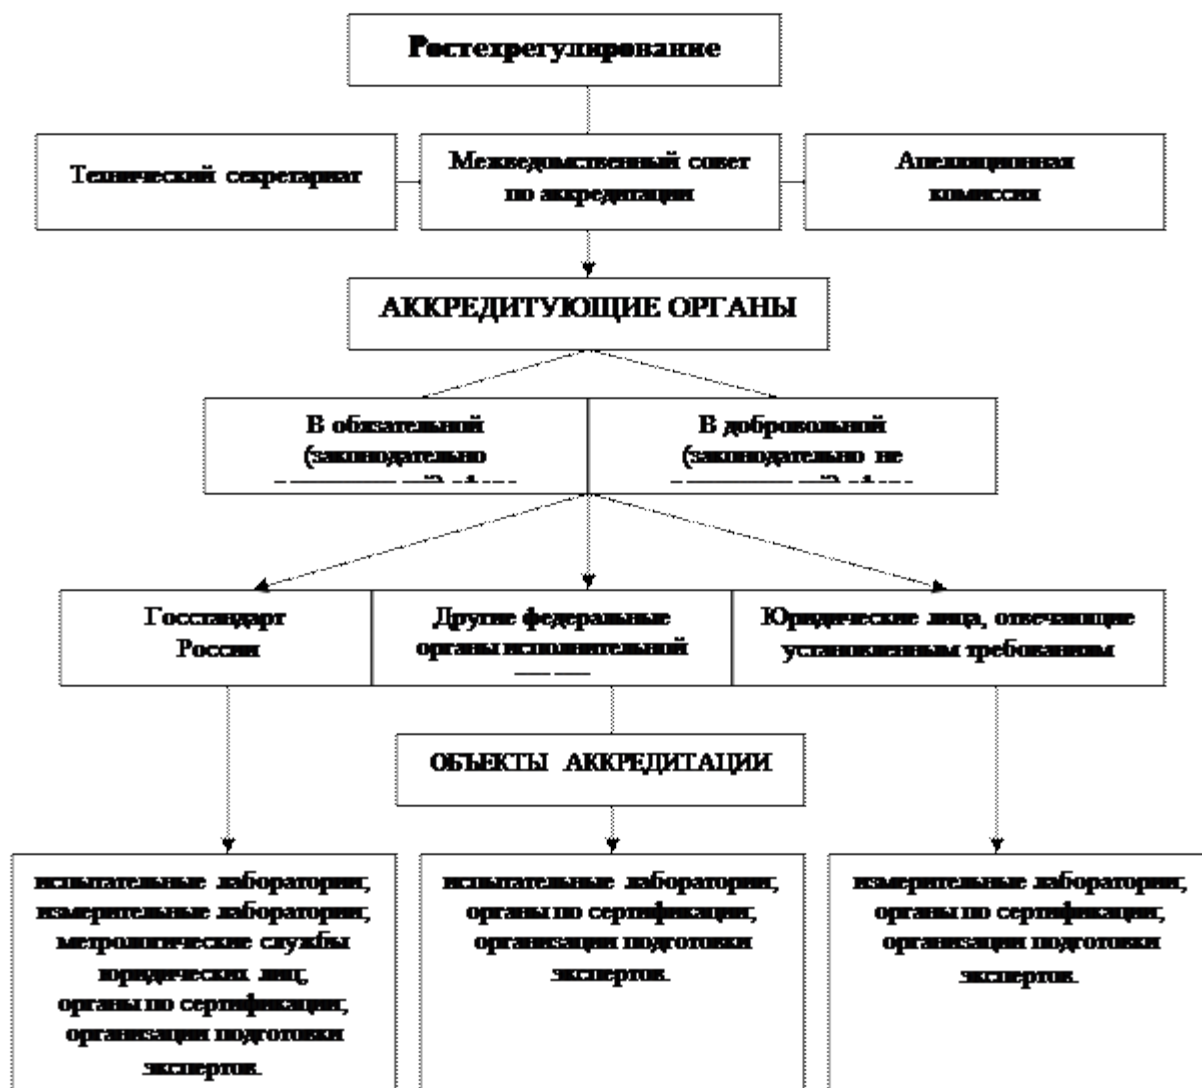 Ростехрегулирование
Технический секретариат
Межведомственный совет
по аккредитации
Апелляционная
комиссия
АККРЕДИТУЮЩИЕ ОРГАНЫ
В обязательной
(законодательно
В добровольной
(законодательно не
Госстандарт
России
Другие федеральные
органы исполнительной
Юридические лица, отвечающие
установленным требованиям
ОБЪЕКТЫ АККРЕДИТАЦИИ
испытательные лаборатории;
измерительные лаборатории;
метрологические службы
юридических лиц;
органы по сертификации;
организации подготовки
экспертов.
испытательные лаборатории;
органы по сертификации;
организации подготовки
экспертов.
измерительные лаборатории;
органы по сертификации;
организации подготовки
экспертов.